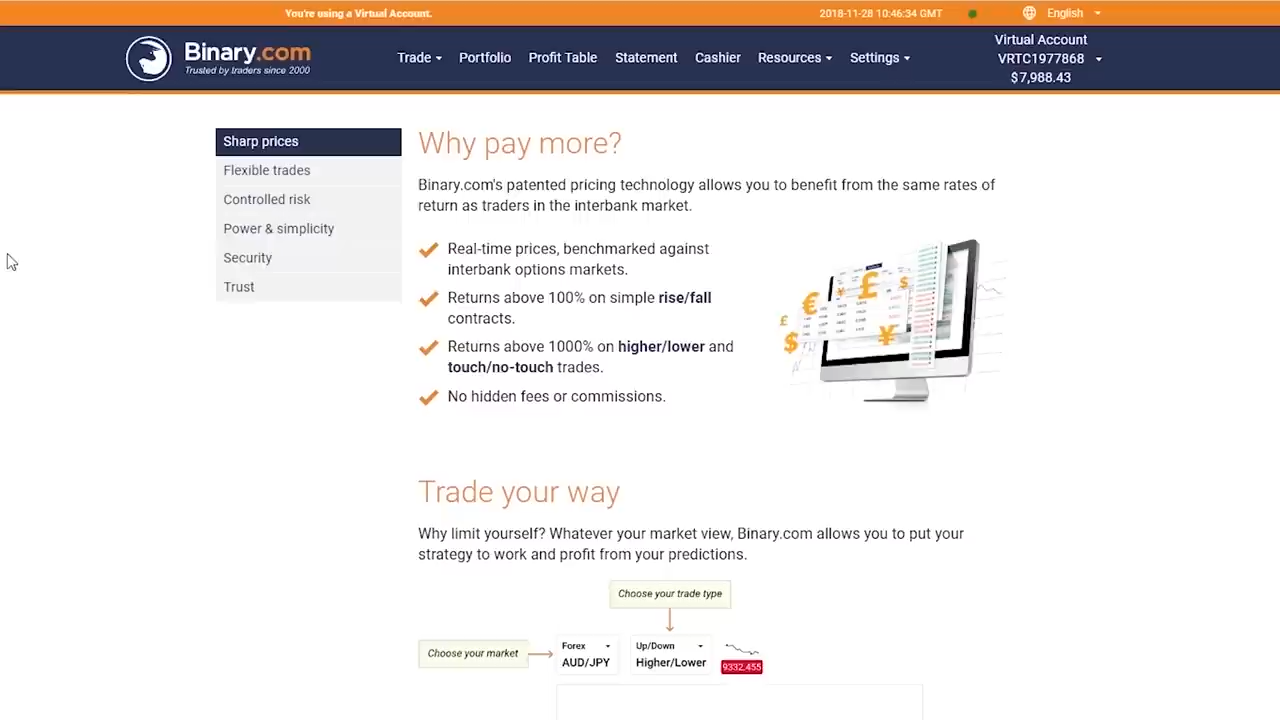 You're using a Virtual Account.
2018-11-28 10:46:34 GMT
English
Binary.com
Trusted by traders since 2000
Trade
Portfolio
Profit Table
Statement
Cashier
Resources
Settings
Virtual Account
VRTC1977868
$7,988.43
Sharp prices
Flexible trades
Controlled risk
Power & simplicity
Security
Trust
Why pay more?
Binary.com's patented pricing technology allows you to benefit from the same rates of
return as traders in the interbank market.
Real-time prices, benchmarked against
interbank options markets.
Returns above 100% on simple rise/fall
contracts.
Returns above 1000% on higher/lower and
touch/no-touch trades.
No hidden fees or commissions.
Trade your way
Why limit yourself? Whatever your market view, Binary.com allows you to put your
strategy to work and profit from your predictions.
Choose your trade type
Choose your market
Forex
AUD/JPY
Up/Down
Higher/Lower
9332.455